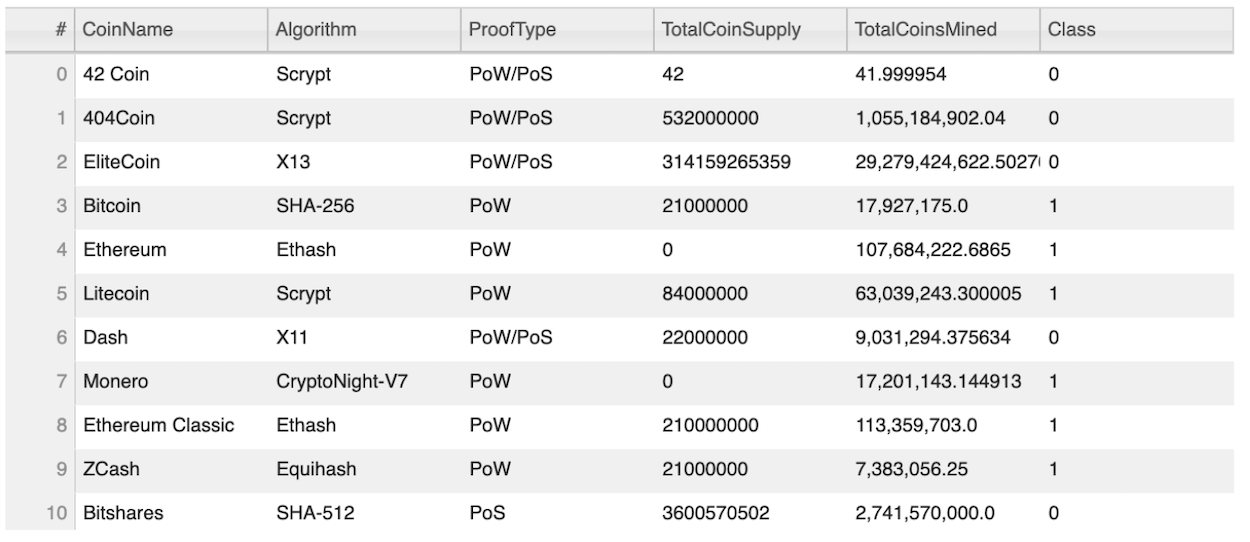 # CoinName Algorithm ProofType TotalCoinSupply TotalCoinsMined Class
0 42 Coin Scrypt PoW/PoS 42 41.999954 0
1 404Coin Scrypt PoW/PoS 532000000 1,055,184,902.04 0
2 EliteCoin X13 PoW/PoS 314159265359 29,279,424,622.5027 0
3 Bitcoin SHA-256 PoW 21000000 17,927,175.0 1
4 Ethereum Ethash PoW 0 107,684,222.6865 1
5 Litecoin Scrypt PoW 84000000 63,039,243.300005 1
6 Dash X11 PoW/PoS 22000000 9,031,294.375634 0
7 Monero CryptoNight-V7 PoW 0 17,201,143.144913 1
8 Ethereum Classic Ethash PoW 210000000 113,359,703.0 1
9 ZCash Equihash PoW 21000000 7,383,056.25 1
10 Bitshares SHA-512 PoS 3600570502 2,741,570,000.0 0